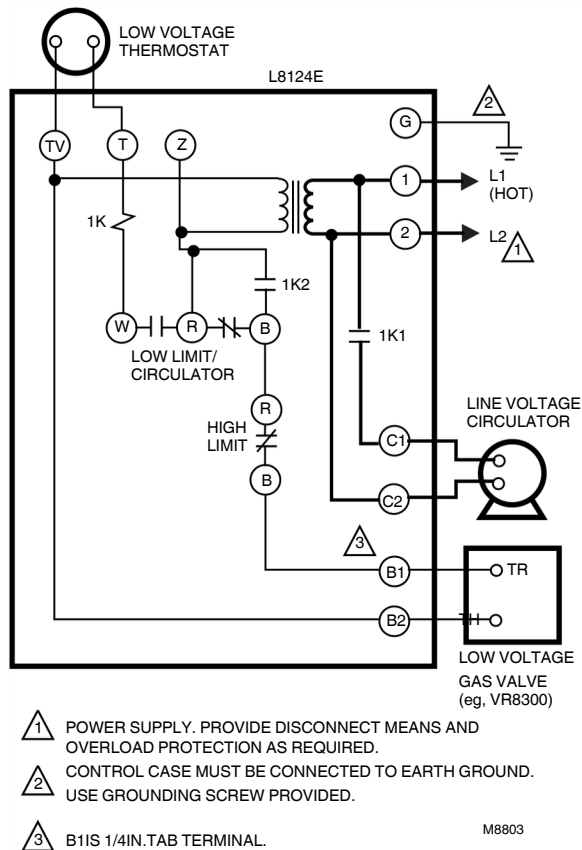 LOW VOLTAGE
THERMOSTAT
L8124E
TV
T
Z
G
2
1
L1
(HOT)
1K
2
L2
1
1K2
W
R
B
1K1
LOW LIMIT/
CIRCULATOR
R
HIGH
LIMIT
B
LINE VOLTAGE
CIRCULATOR
C1
C2
3
B1
TR
B2
TH
LOW VOLTAGE
GAS VALVE
(eg, VR8300)
1 POWER SUPPLY. PROVIDE DISCONNECT MEANS AND
OVERLOAD PROTECTION AS REQUIRED.
2 CONTROL CASE MUST BE CONNECTED TO EARTH GROUND.
USE GROUNDING SCREW PROVIDED.
3 B1IS 1/4IN.TAB TERMINAL.
M8803